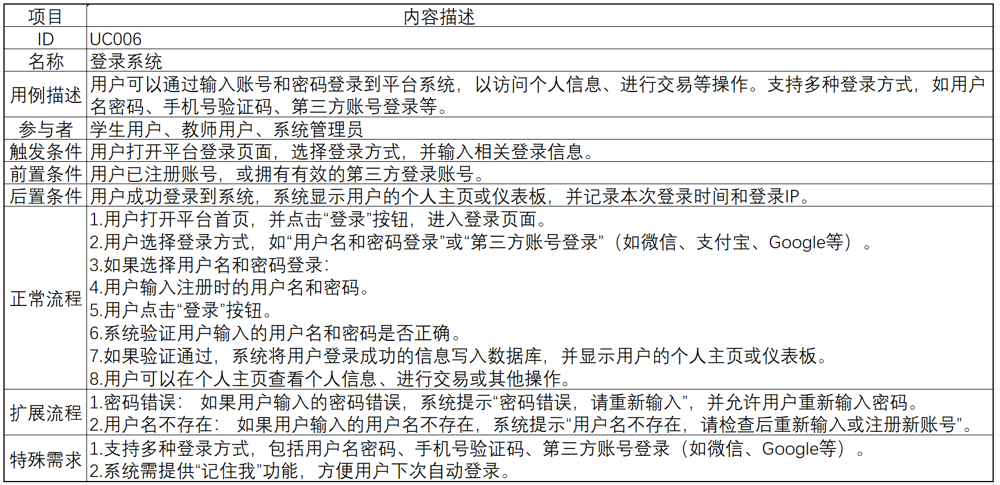 项目 内容描述
ID UC006
名称 登录系统
用例描述 用户可以通过输入账号和密码登录到平台系统，以访问个人信息、进行交易等操作。支持多种登录方式，如用户
名密码、手机号验证码、第三方账号登录等。
参与者 学生用户、教师用户、系统管理员
触发条件 用户打开平台登录页面，选择登录方式，并输入相关登录信息。
前置条件 用户已注册账号，或拥有有效的第三方登录账号。
后置条件 用户成功登录到系统，系统显示用户的个人主页或仪表板，并记录本次登录时间和登录IP。
正常流程
1.用户打开平台首页，并点击“登录”按钮，进入登录页面。
2.用户选择登录方式，如“用户名和密码登录”或“第三方账号登录”（如微信、支付宝、Google等）。
3.如果选择用户名和密码登录：
4.用户输入注册时的用户名和密码。
5.用户点击“登录”按钮。
6.系统验证用户输入的用户名和密码是否正确。
7.如果验证通过，系统将用户登录成功的信息写入数据库，并显示用户的个人主页或仪表板。
8.用户可以在个人主页查看个人信息、进行交易或其他操作。
扩展流程
1.密码错误： 如果用户输入的密码错误，系统提示“密码错误，请重新输入”，并允许用户重新输入密码。
2.用户名不存在： 如果用户输入的用户名不存在，系统提示“用户名不存在，请检查后重新输入或注册新账号”。
特殊需求
1.支持多种登录方式，包括用户名密码、手机号验证码、第三方账号登录（如微信、Google等）。
2.系统需提供“记住我”功能，方便用户下次自动登录。